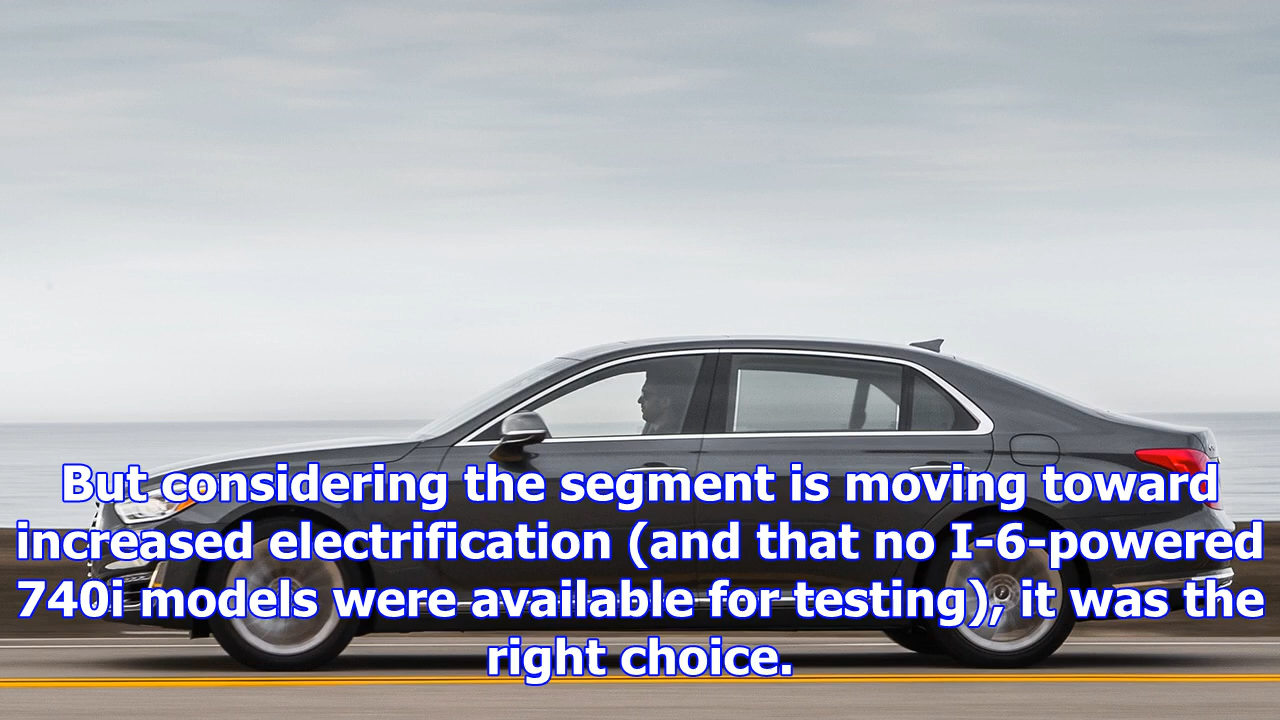 But considering the segment is moving toward
increased electrification (and that no I-6-powered
740i models were available for testing), it was the
right choice.